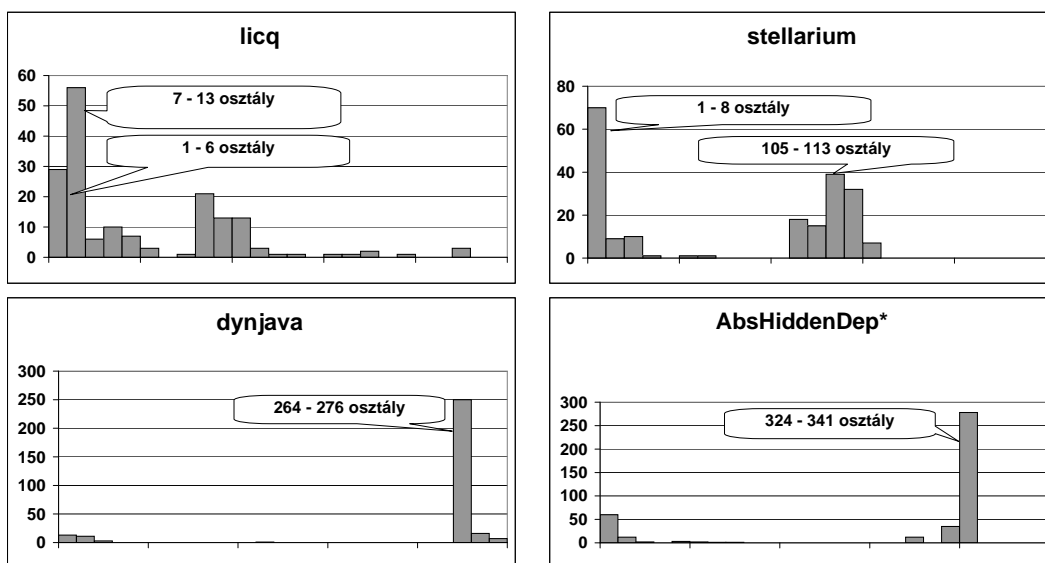 licq
60
50
40
30
20
10
0
7 - 13 osztály
1 - 6 osztály
stellarium
80
60
40
20
0
1 - 8 osztály
105 - 113 osztály
dynjava
300
250
200
150
100
50
0
264 - 276 osztály
AbsHiddenDep*
300
250
200
150
100
50
0
324 - 341 osztály